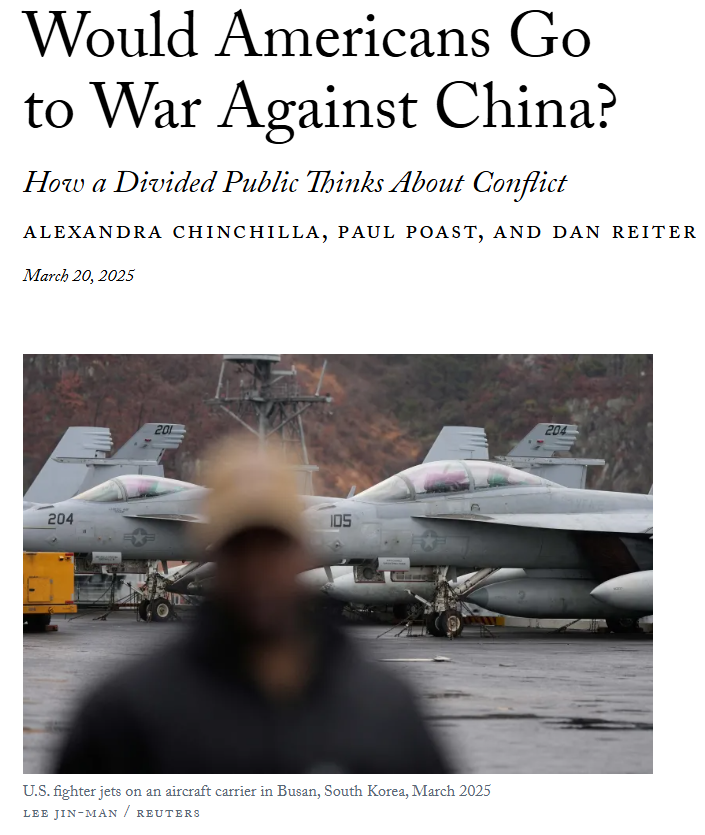 Would Americans Go
to War Against China?
How a Divided Public Thinks About Conflict
ALEXANDRA CHINCHILLA, PAUL POAST, AND DAN REITER
March 20, 2025
201
204
204
105
U.S. fighter jets on an aircraft carrier in Busan, South Korea, March 2025
LEE JIN-MAN / REUTERS